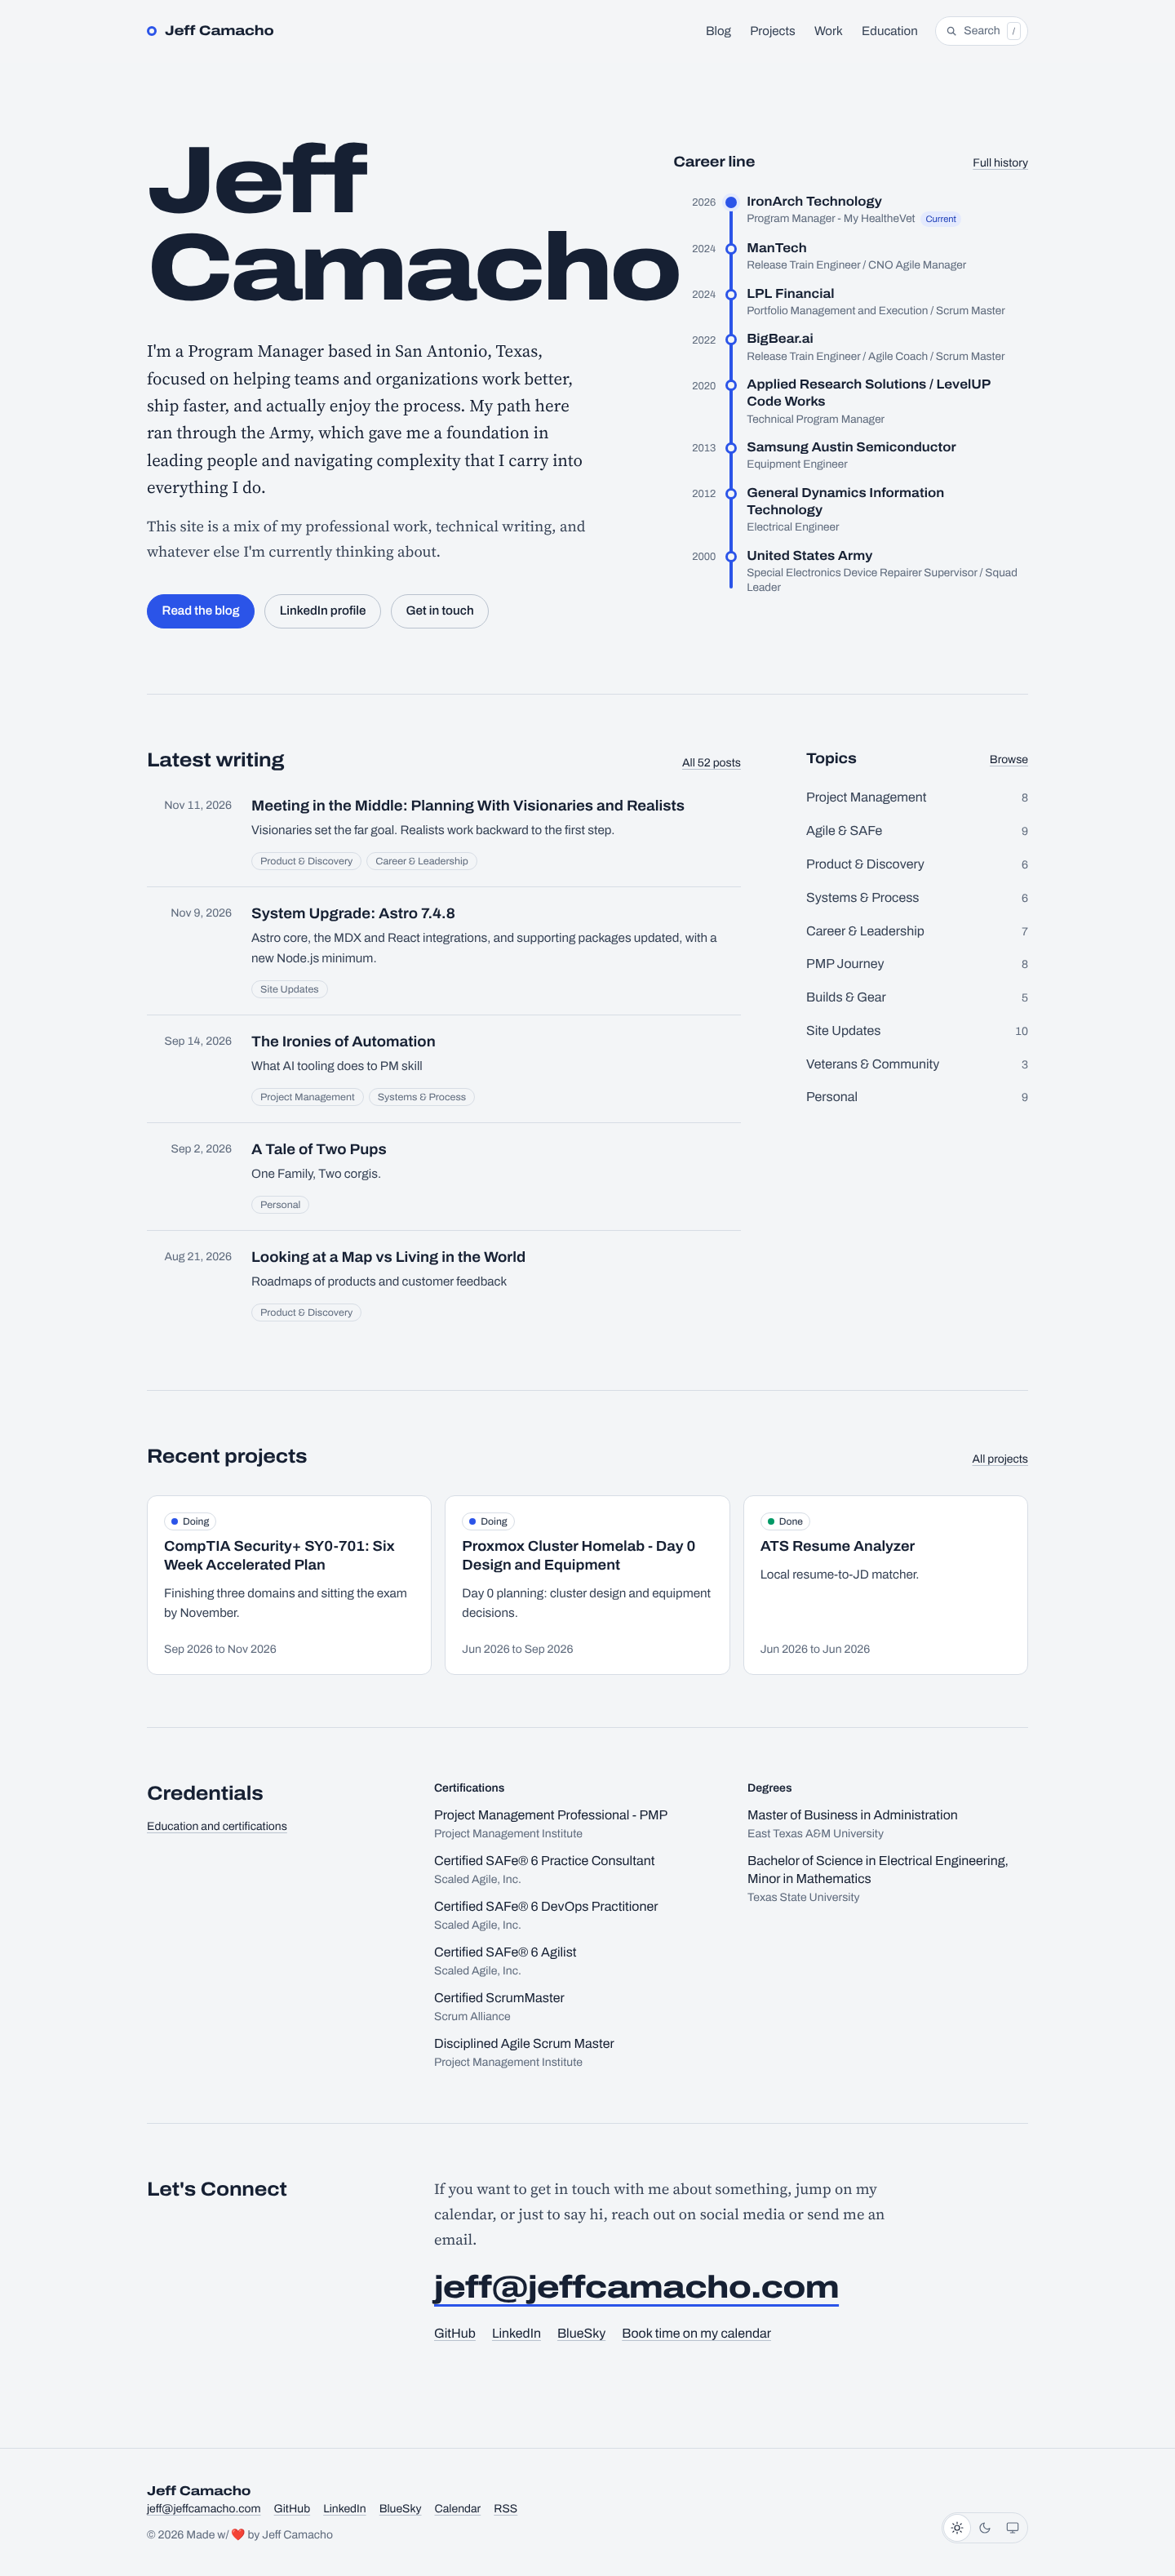 Jeff Camacho
Blog Projects Work Education Search /
Jeff
Camacho
I'm a Program Manager based in San Antonio, Texas,
focused on helping teams and organizations work better,
ship faster, and actually enjoy the process. My path here
ran through the Army, which gave me a foundation in
leading people and navigating complexity that I carry into
everything I do.
This site is a mix of my professional work, technical writing, and
whatever else I'm currently thinking about.
Read the blog LinkedIn profile Get in touch
Career line Full history
2026 IronArch Technology
Program Manager - My HealtheVet Current
2024 ManTech
Release Train Engineer / CNO Agile Manager
2024 LPL Financial
Portfolio Management and Execution / Scrum Master
2022 BigBear.ai
Release Train Engineer / Agile Coach / Scrum Master
2020 Applied Research Solutions / LevelUP
Code Works
Technical Program Manager
2013 Samsung Austin Semiconductor
Equipment Engineer
2012 General Dynamics Information
Technology
Electrical Engineer
2000 United States Army
Special Electronics Device Repairer Supervisor / Squad
Leader
Latest writing All 52 posts
Nov 11, 2026 Meeting in the Middle: Planning With Visionaries and Realists
Visionaries set the far goal. Realists work backward to the first step.
Product & Discovery Career & Leadership
Nov 9, 2026 System Upgrade: Astro 7.4.8
Astro core, the MDX and React integrations, and supporting packages updated, with a
new Node.js minimum.
Site Updates
Sep 14, 2026 The Ironies of Automation
What AI tooling does to PM skill
Project Management Systems & Process
Sep 2, 2026 A Tale of Two Pups
One Family, Two corgis.
Personal
Aug 21, 2026 Looking at a Map vs Living in the World
Roadmaps of products and customer feedback
Product & Discovery
Topics Browse
Project Management 8
Agile & SAFe 9
Product & Discovery 6
Systems & Process 6
Career & Leadership 7
PMP Journey 8
Builds & Gear 5
Site Updates 10
Veterans & Community 3
Personal 9
Recent projects All projects
Doing
CompTIA Security+ SY0-701: Six
Week Accelerated Plan
Finishing three domains and sitting the exam
by November.
Sep 2026 to Nov 2026
Doing
Proxmox Cluster Homelab - Day 0
Design and Equipment
Day 0 planning: cluster design and equipment
decisions.
Jun 2026 to Sep 2026
Done
ATS Resume Analyzer
Local resume-to-JD matcher.
Jun 2026 to Jun 2026
Credentials
Education and certifications
Certifications
Project Management Professional - PMP
Project Management Institute
Certified SAFe® 6 Practice Consultant
Scaled Agile, Inc.
Certified SAFe® 6 DevOps Practitioner
Scaled Agile, Inc.
Certified SAFe® 6 Agilist
Scaled Agile, Inc.
Certified ScrumMaster
Scrum Alliance
Disciplined Agile Scrum Master
Project Management Institute
Degrees
Master of Business in Administration
East Texas A&M University
Bachelor of Science in Electrical Engineering,
Minor in Mathematics
Texas State University
Let's Connect
If you want to get in touch with me about something, jump on my
calendar, or just to say hi, reach out on social media or send me an
email.
jeff@jeffcamacho.com
GitHub LinkedIn BlueSky Book time on my calendar
Jeff Camacho
jeff@jeffcamacho.com GitHub LinkedIn BlueSky Calendar RSS
© 2026 Made w/ ❤️ by Jeff Camacho